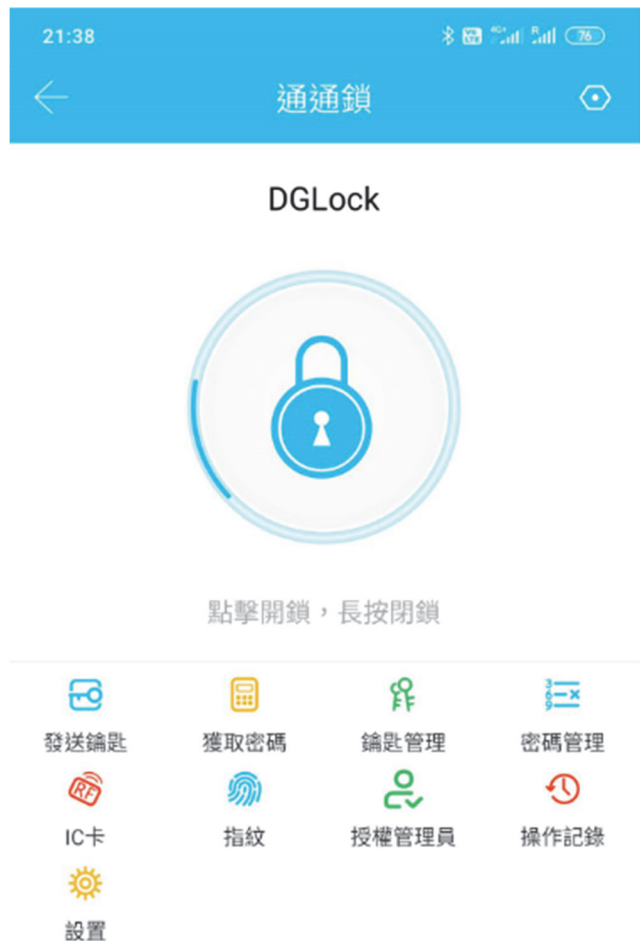 21:38
76
通通鎖
DGLock
點擊開鎖，長按閉鎖
發送鑰匙 獲取密碼 鑰匙管理 密碼管理
IC卡 指紋 授權管理員 操作記錄
設置